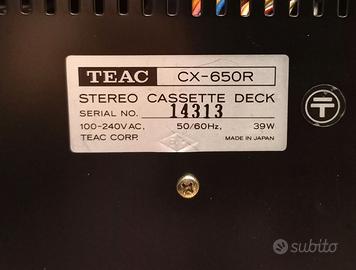 TEAC CX-650R
STEREO CASSETTE DECK
SERIAL NO. 14313
100-240VAC, 50/60Hz, 39W
TEAC CORP. MADE IN JAPAN
subito